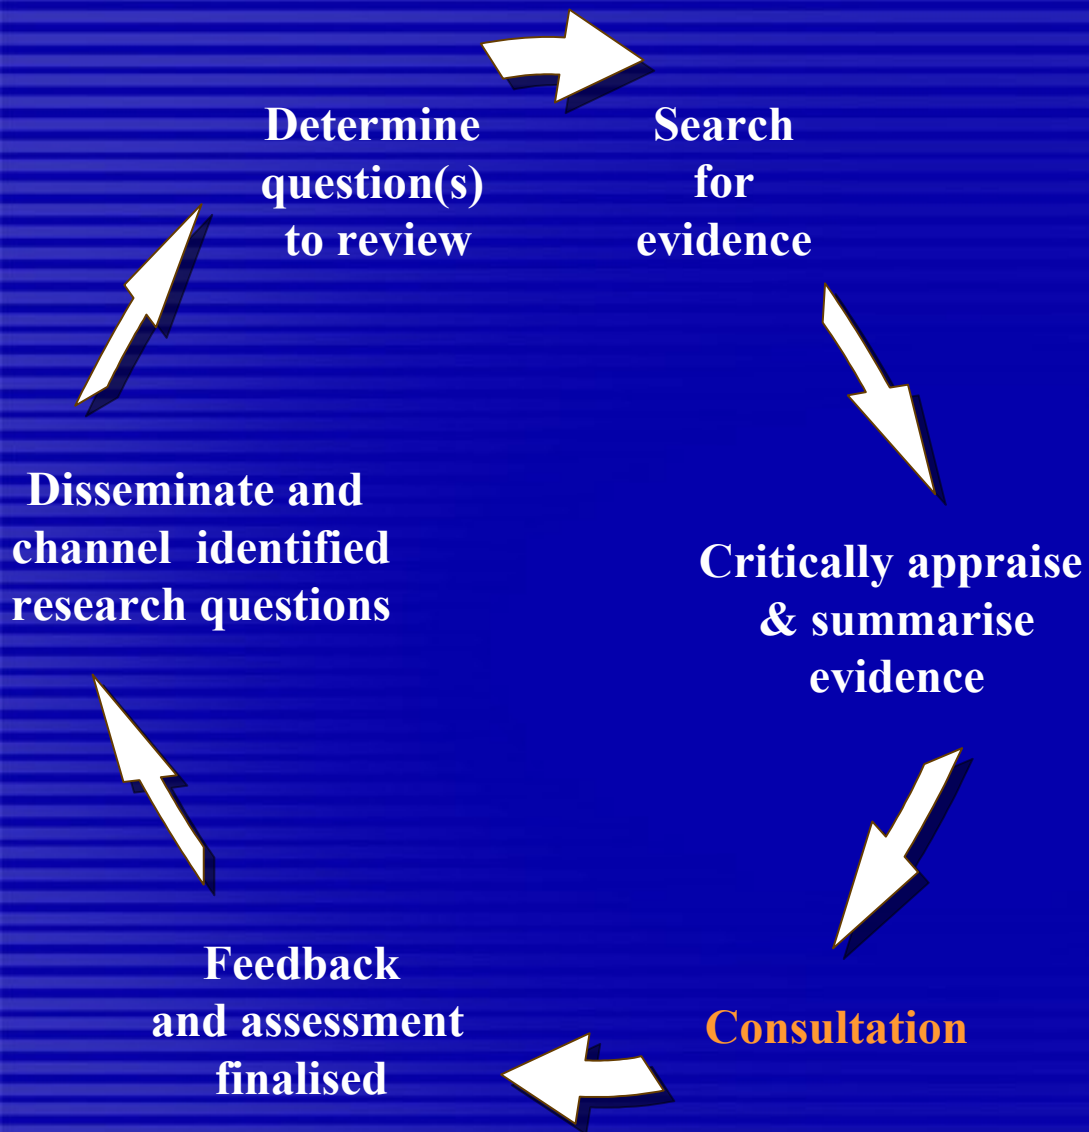 Determine
question(s)
to review
Search
for
evidence
Critically appraise
& summarise
evidence
Consultation
Feedback
and assessment
finalised
Disseminate and
channel identified
research questions